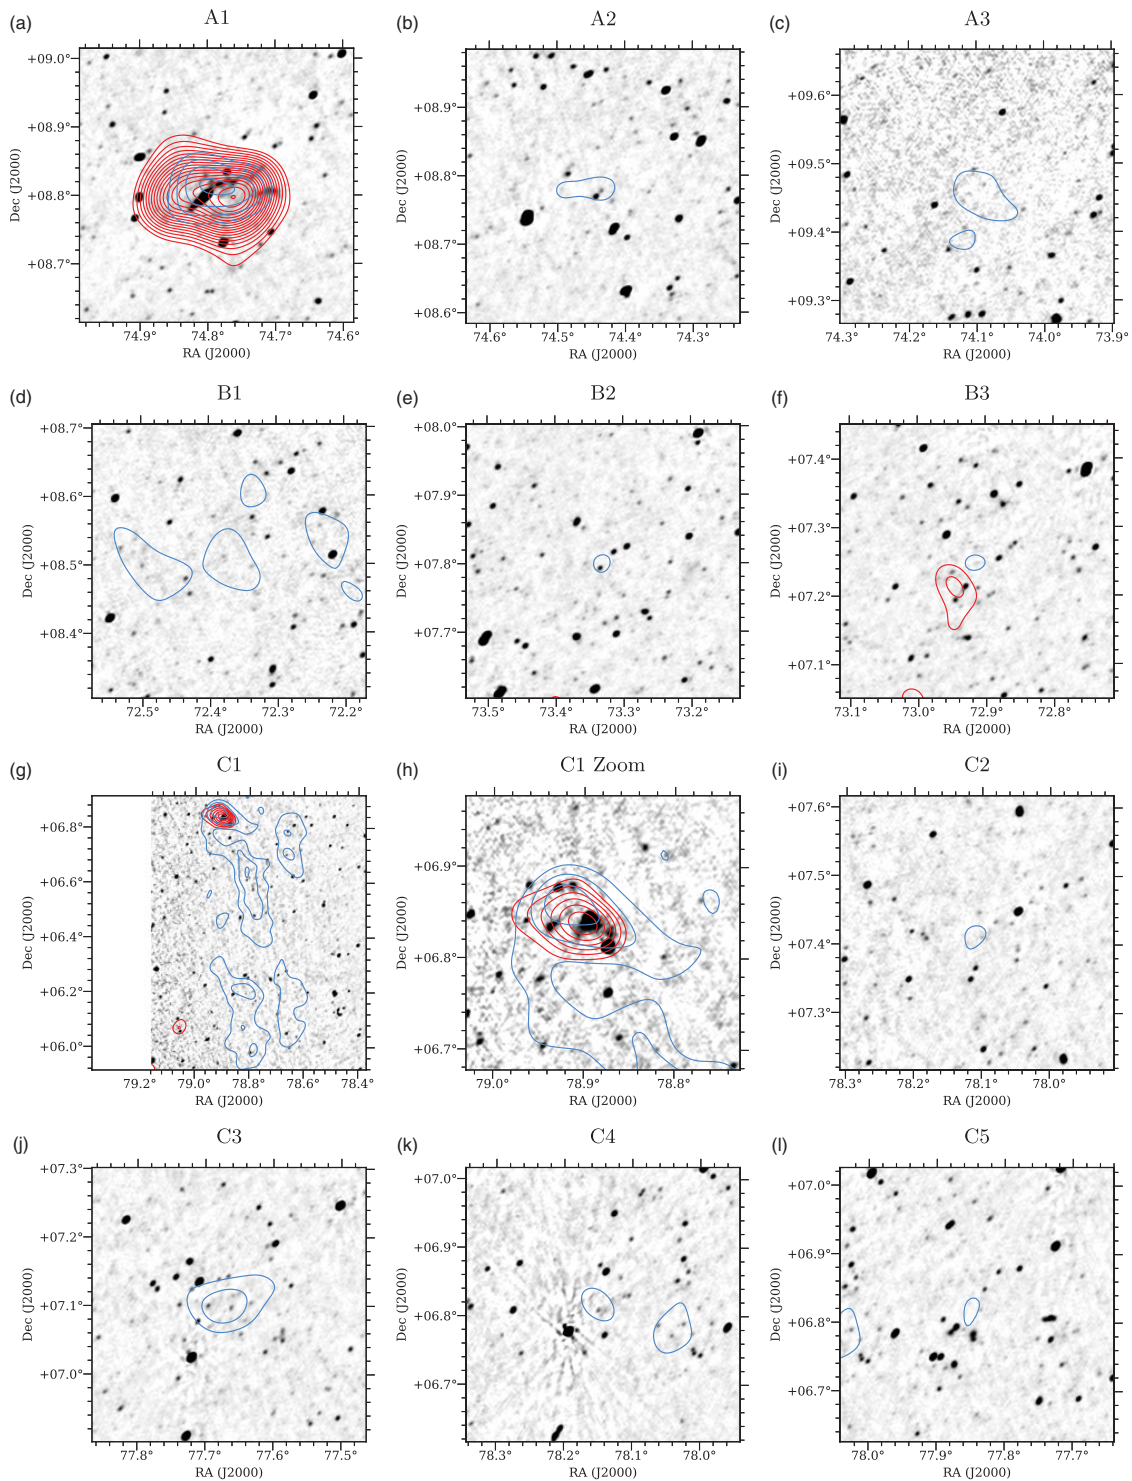 (a) A1
+09.0°
+08.9°
+08.8°
+08.7°
Dec (J2000)
74.9° 74.8° 74.7° 74.6°
RA (J2000)
(b) A2
+08.9°
+08.8°
+08.7°
+08.6°
Dec (J2000)
74.6° 74.5° 74.4° 74.3°
RA (J2000)
(c) A3
+09.6°
+09.5°
+09.4°
+09.3°
Dec (J2000)
74.3° 74.2° 74.1° 74.0° 73.9°
RA (J2000)
(d) B1
+08.7°
+08.6°
+08.5°
+08.4°
Dec (J2000)
72.5° 72.4° 72.3° 72.2°
RA (J2000)
(e) B2
+08.0°
+07.9°
+07.8°
+07.7°
Dec (J2000)
73.5° 73.4° 73.3° 73.2°
RA (J2000)
(f) B3
+07.4°
+07.3°
+07.2°
+07.1°
Dec (J2000)
73.1° 73.0° 72.9° 72.8°
RA (J2000)
(g) C1
+06.8°
+06.6°
+06.4°
+06.2°
+06.0°
Dec (J2000)
79.2° 79.0° 78.8° 78.6° 78.4°
RA (J2000)
(h) C1 Zoom
+06.9°
+06.8°
+06.7°
Dec (J2000)
79.0° 78.9° 78.8°
RA (J2000)
(i) C2
+07.6°
+07.5°
+07.4°
+07.3°
Dec (J2000)
78.3° 78.2° 78.1° 78.0°
RA (J2000)
(j) C3
+07.3°
+07.2°
+07.1°
+07.0°
Dec (J2000)
77.8° 77.7° 77.6° 77.5°
RA (J2000)
(k) C4
+07.0°
+06.9°
+06.8°
+06.7°
Dec (J2000)
78.3° 78.2° 78.1° 78.0°
RA (J2000)
(l) C5
+07.0°
+06.9°
+06.8°
+06.7°
Dec (J2000)
78.0° 77.9° 77.8° 77.7°
RA (J2000)